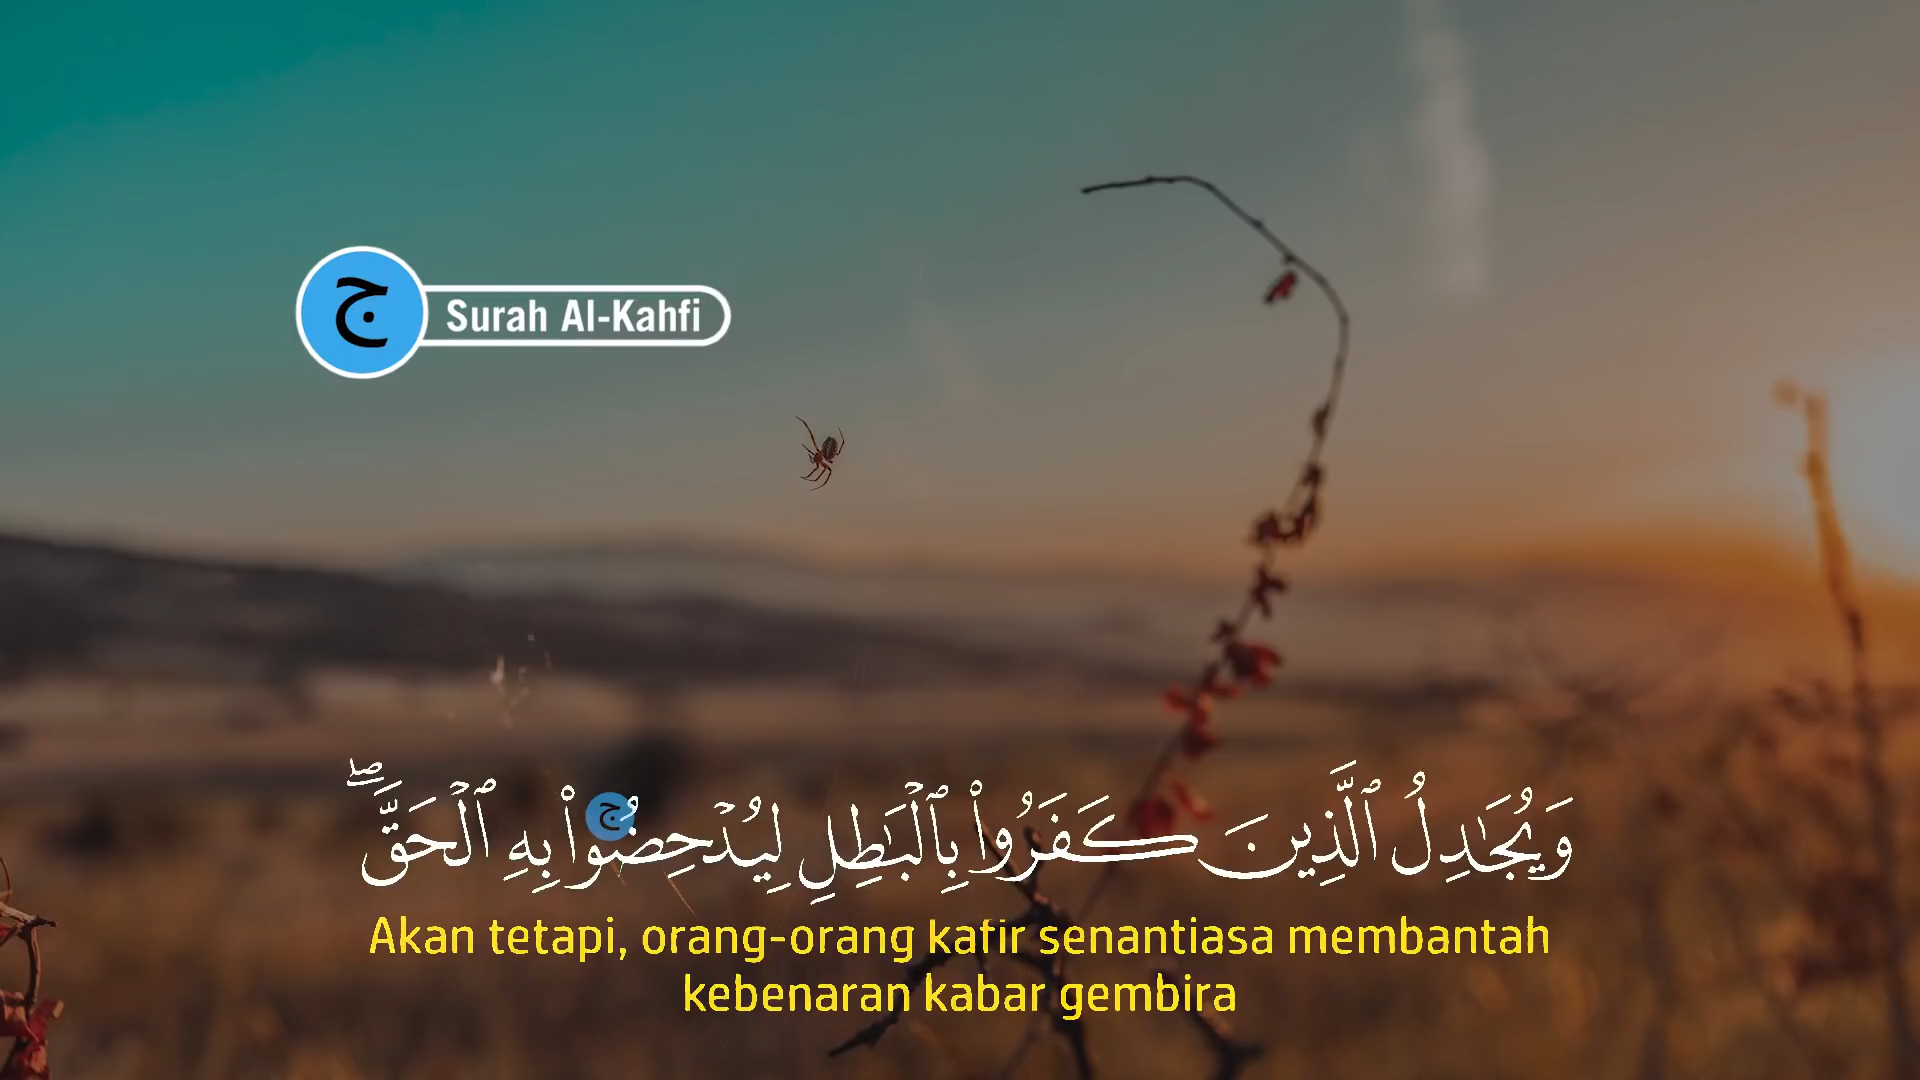 ج
Surah Al-Kahfi
وَيُجَٰدِلُ ٱلَّذِينَ كَفَرُوا۟ بِٱلْبَٰطِلِ لِيُدْحِضُوا۟ بِهِ ٱلْحَقَّ ۖ
ج
Akan tetapi, orang-orang kafir senantiasa membantah
kebenaran kabar gembira